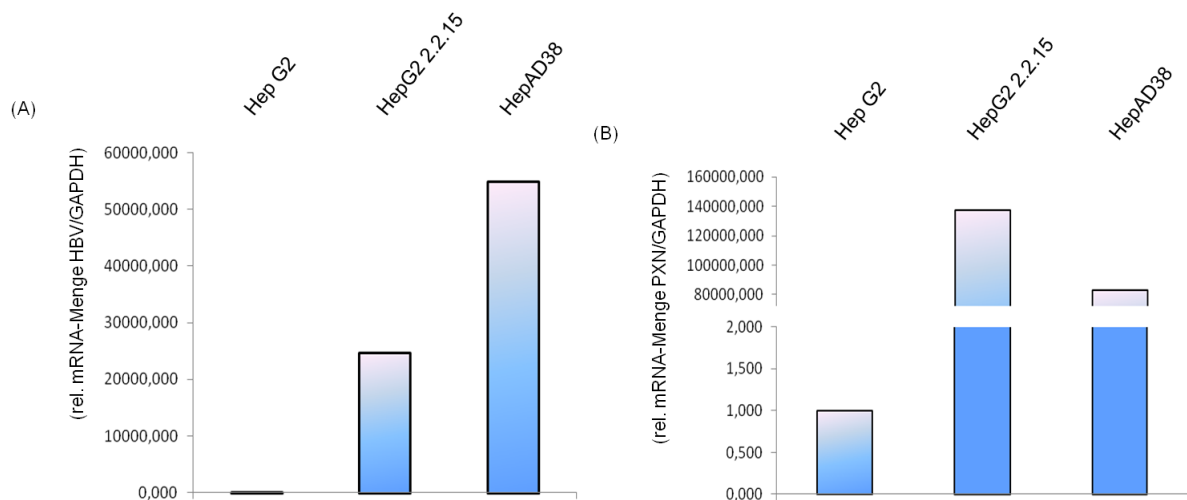 (A)
Hep G2
HepG2 2.2.15
HepAD38
(rel. mRNA-Menge HBV/GAPDH)
60000,000
50000,000
40000,000
30000,000
20000,000
10000,000
0,000
(B)
Hep G2
HepG2 2.2.15
HepAD38
(rel. mRNA-Menge PXN/GAPDH)
160000,000
140000,000
120000,000
100000,000
80000,000
2,000
1,500
1,000
0,500
0,000